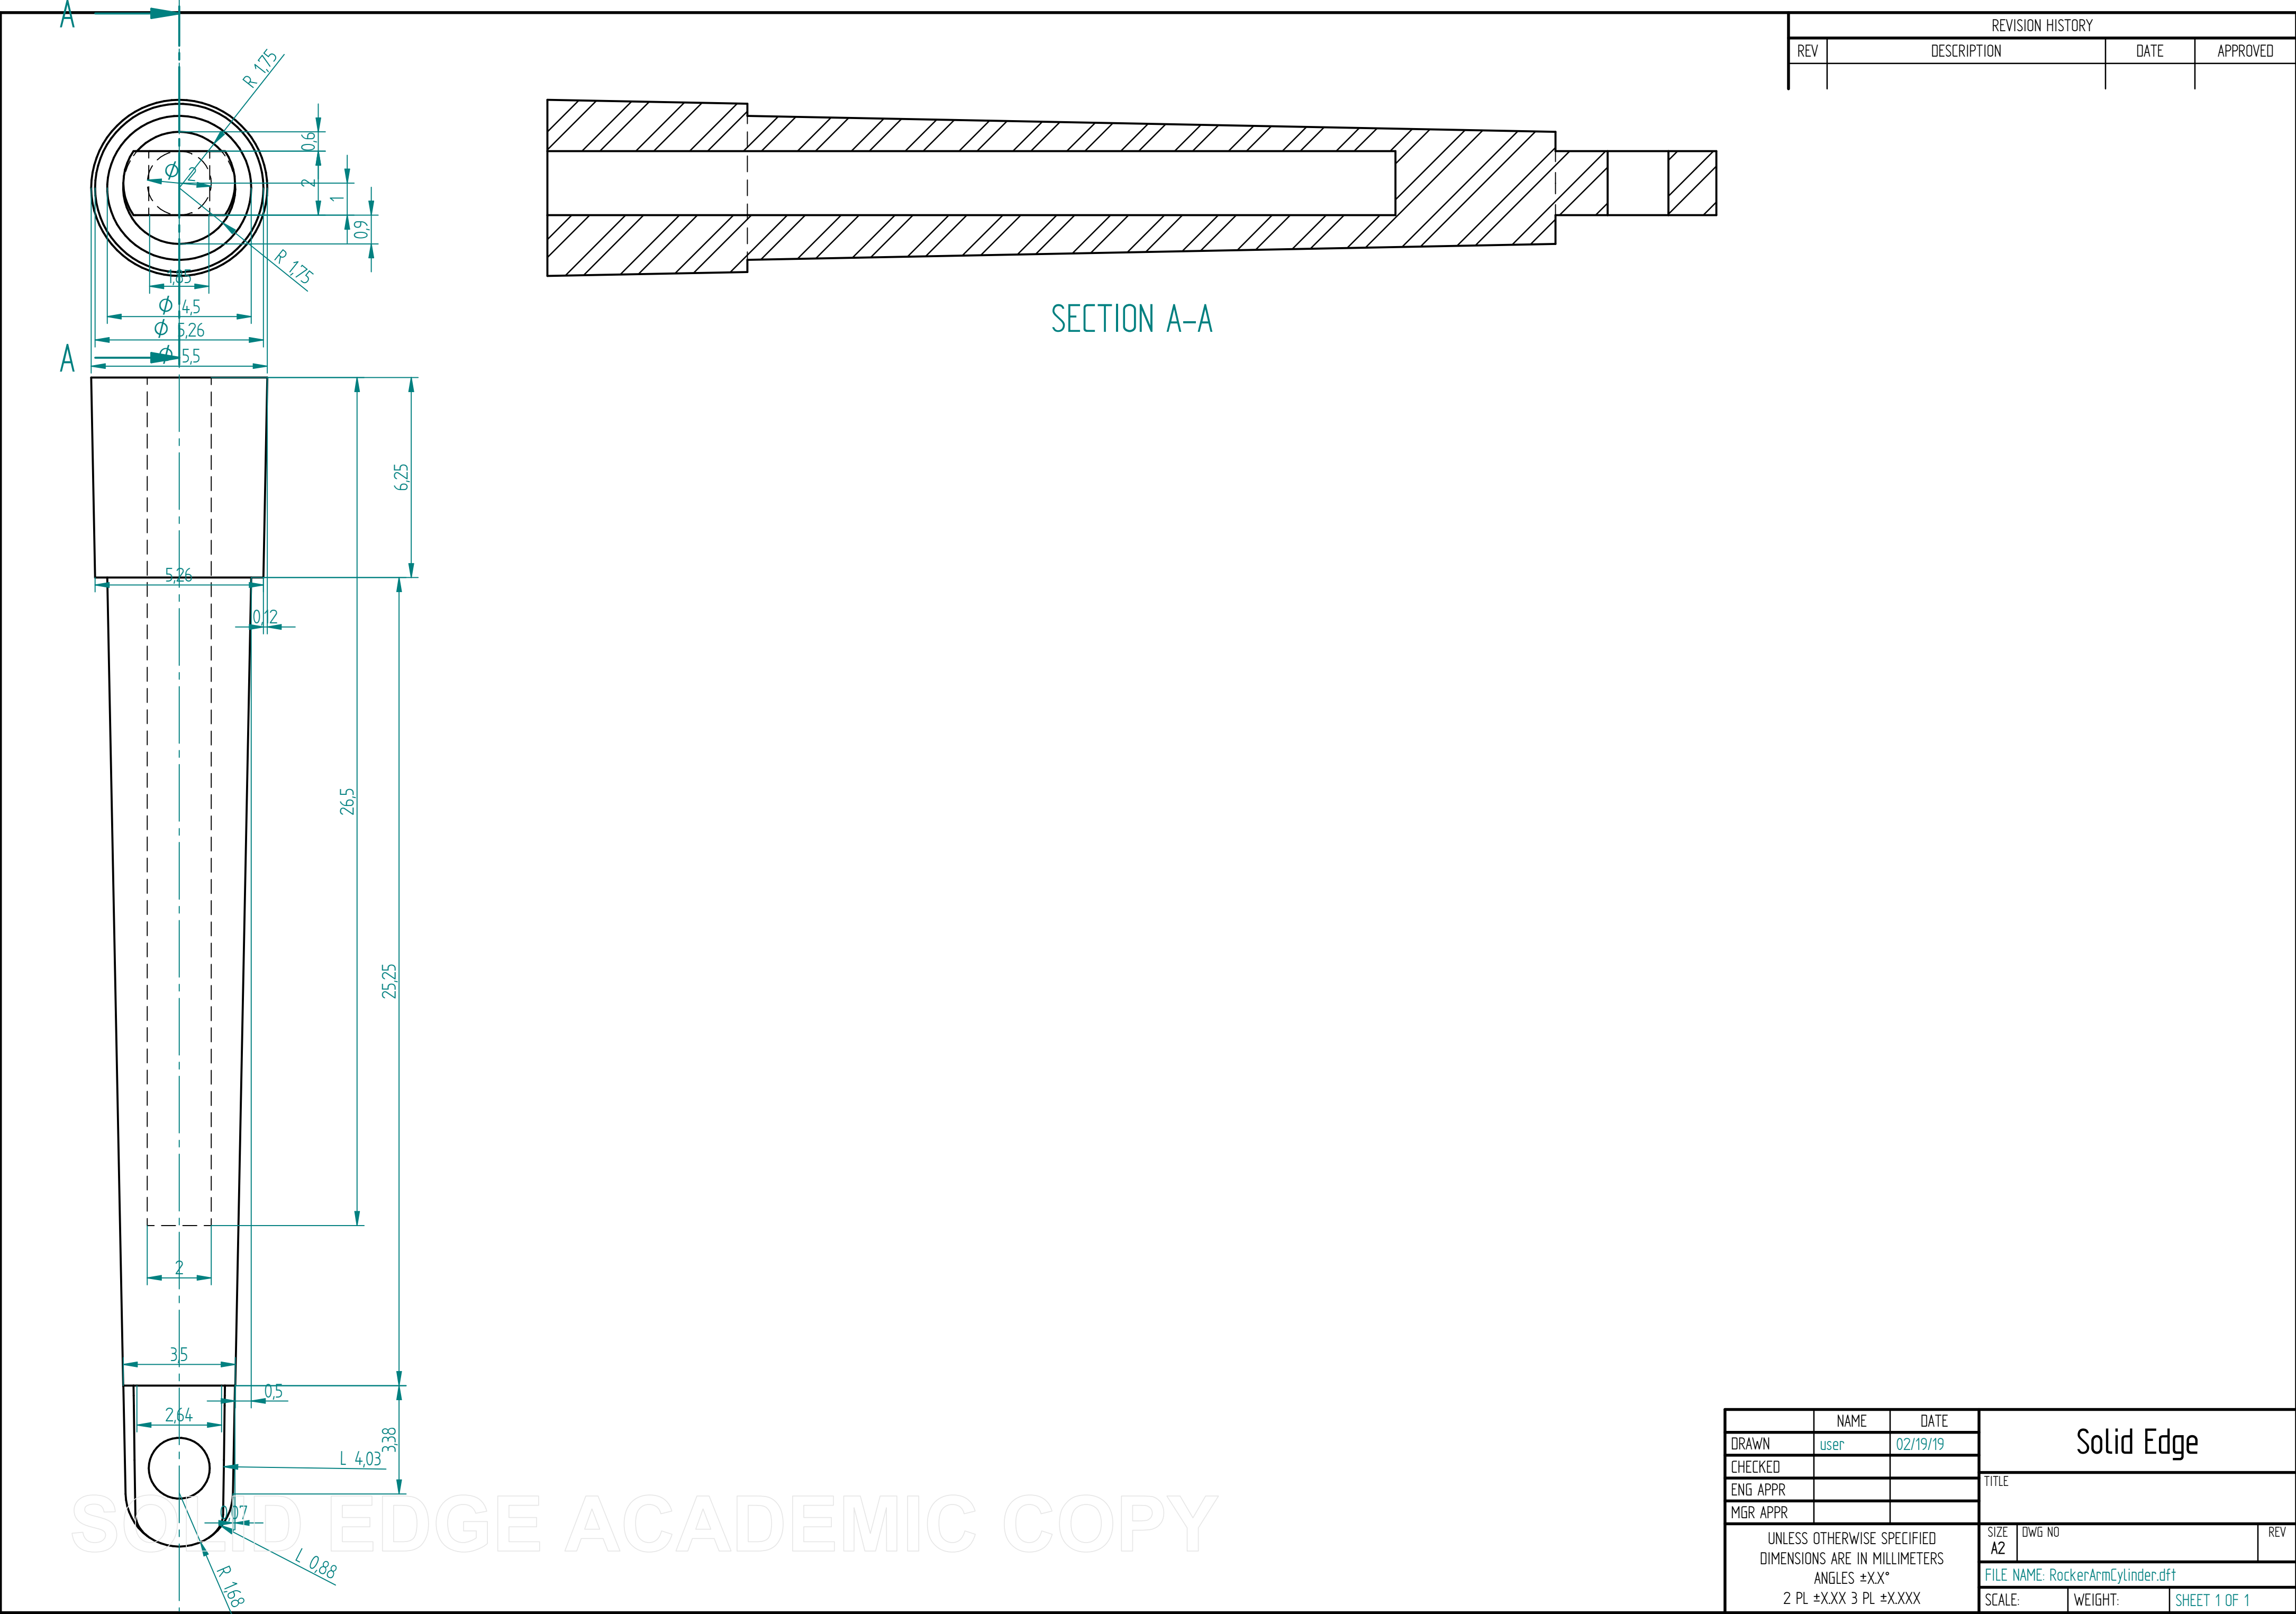 A
REVISION HISTORY
REV DESCRIPTION DATE APPROVED
R 1,75
0,6
Ø 2
2
1
0,9
R 1,75
1,85
Ø 4,5
Ø 5,26
A
Ø 5,5
SECTION A-A
6,25
5,26
0,12
26,5
25,25
2
3,5
0,5
2,64
3,38
L 4,03
0,07
L 0,88
R 1,68
SOLID EDGE ACADEMIC COPY
NAME DATE
DRAWN user 02/19/19
CHECKED
ENG APPR
MGR APPR
UNLESS OTHERWISE SPECIFIED
DIMENSIONS ARE IN MILLIMETERS
ANGLES ±X.X°
2 PL ±X.XX 3 PL ±X.XXX
Solid Edge
TITLE
SIZE DWG NO REV
A2
FILE NAME: RockerArmCylinder.dft
SCALE: WEIGHT: SHEET 1 OF 1